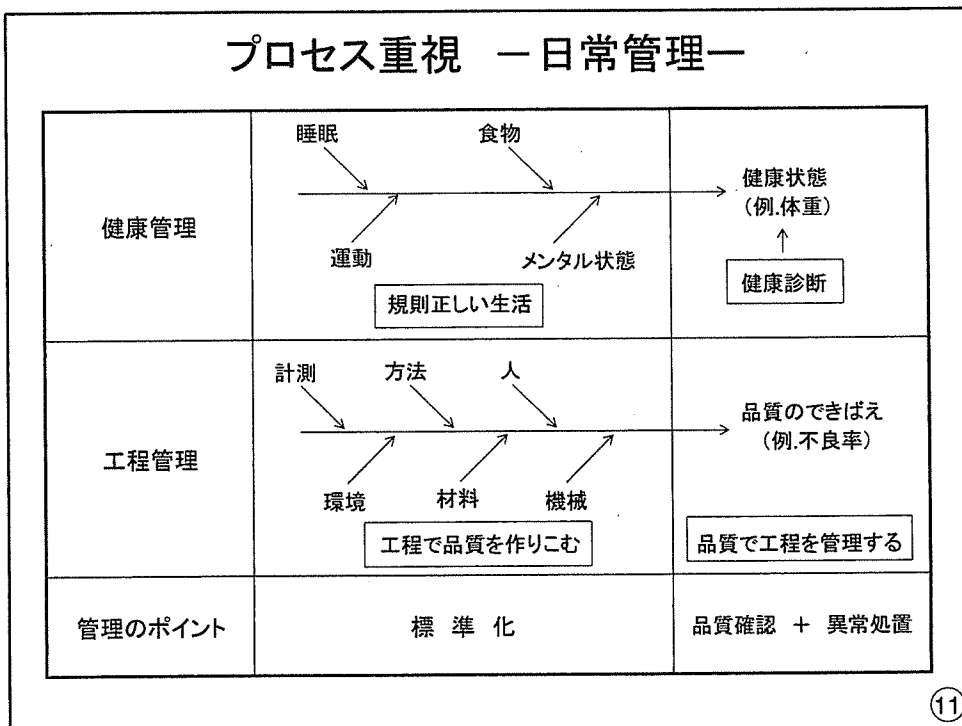 プロセス重視 －日常管理－
健康管理
睡眠
食物
運動
メンタル状態
規則正しい生活
健康状態
(例.体重)
健康診断
工程管理
計測
方法
人
環境
材料
機械
工程で品質を作りこむ
品質のできばえ
(例.不良率)
品質で工程を管理する
管理のポイント
標準化
品質確認 ＋ 異常処置
⑪